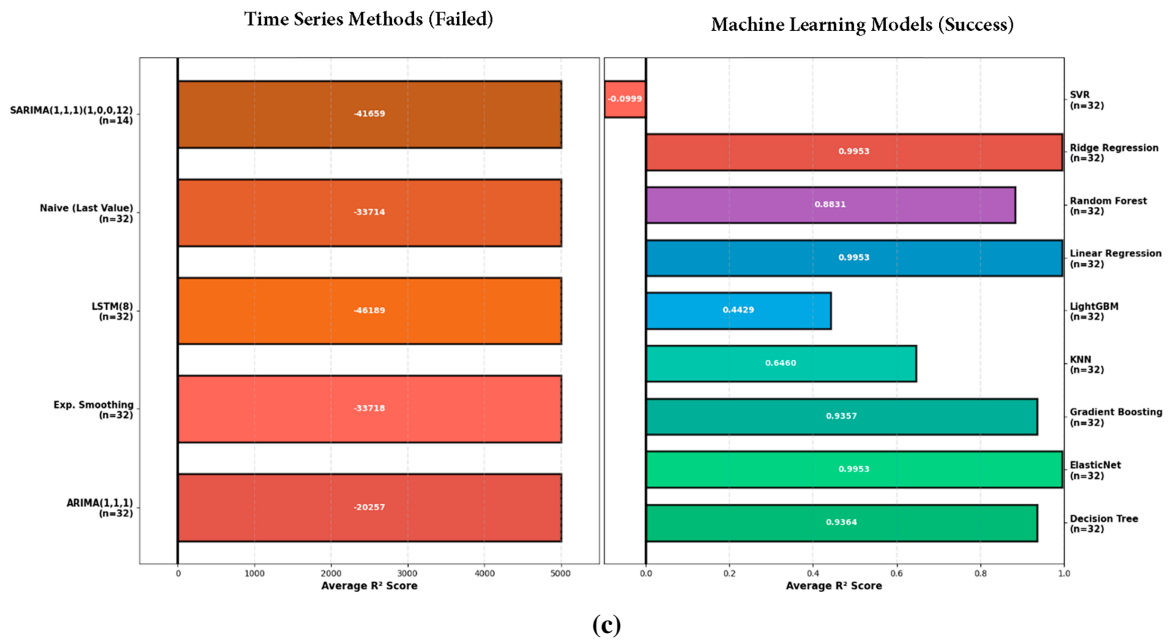 Time Series Methods (Failed)
SARIMA(1,1,1)(1,0,0,12)
(n=14)
-41659
Naive (Last Value)
(n=32)
-33714
LSTM(8)
(n=32)
-46189
Exp. Smoothing
(n=32)
-33718
ARIMA(1,1,1)
(n=32)
-20257
0 1000 2000 3000 4000 5000
Average R² Score
Machine Learning Models (Success)
-0.0999
SVR
(n=32)
0.9953
Ridge Regression
(n=32)
0.8831
Random Forest
(n=32)
0.9953
Linear Regression
(n=32)
0.4429
LightGBM
(n=32)
0.6460
KNN
(n=32)
0.9357
Gradient Boosting
(n=32)
0.9953
ElasticNet
(n=32)
0.9364
Decision Tree
(n=32)
0.0 0.2 0.4 0.6 0.8 1.0
Average R² Score
(c)